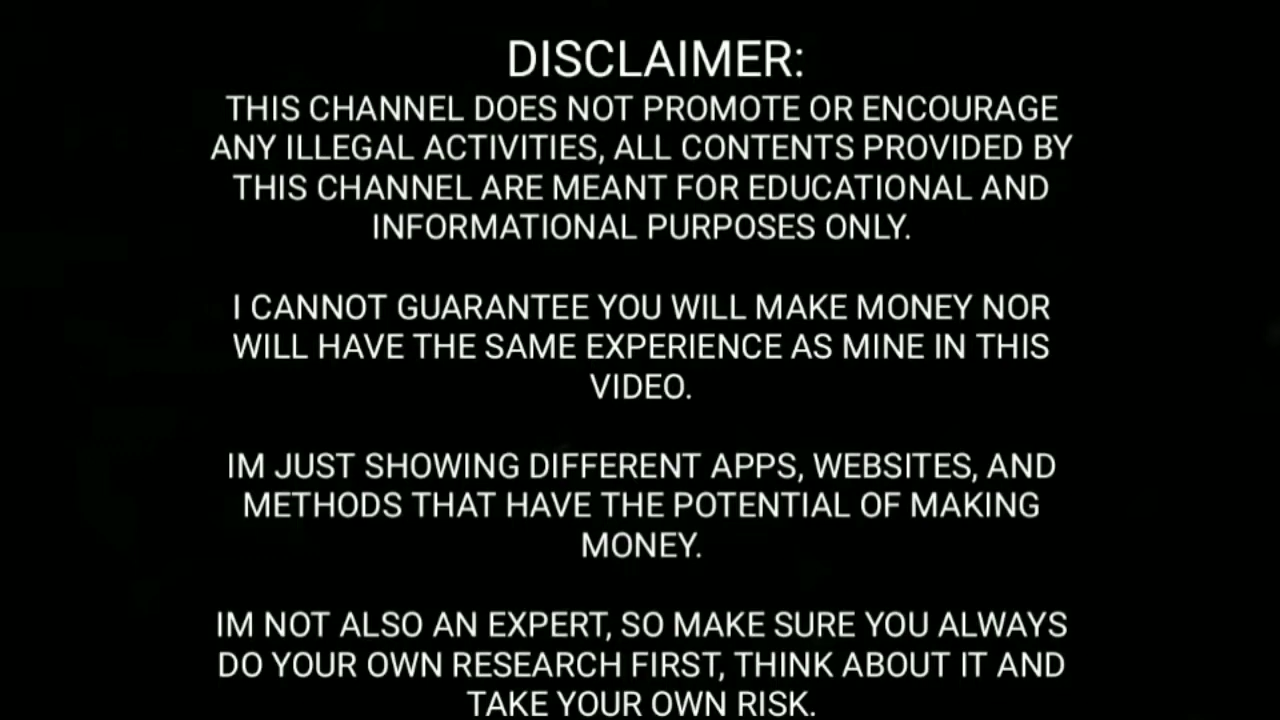 DISCLAIMER:
THIS CHANNEL DOES NOT PROMOTE OR ENCOURAGE
ANY ILLEGAL ACTIVITIES, ALL CONTENTS PROVIDED BY
THIS CHANNEL ARE MEANT FOR EDUCATIONAL AND
INFORMATIONAL PURPOSES ONLY.
I CANNOT GUARANTEE YOU WILL MAKE MONEY NOR
WILL HAVE THE SAME EXPERIENCE AS MINE IN THIS
VIDEO.
IM JUST SHOWING DIFFERENT APPS, WEBSITES, AND
METHODS THAT HAVE THE POTENTIAL OF MAKING
MONEY.
IM NOT ALSO AN EXPERT, SO MAKE SURE YOU ALWAYS
DO YOUR OWN RESEARCH FIRST, THINK ABOUT IT AND
TAKE YOUR OWN RISK.